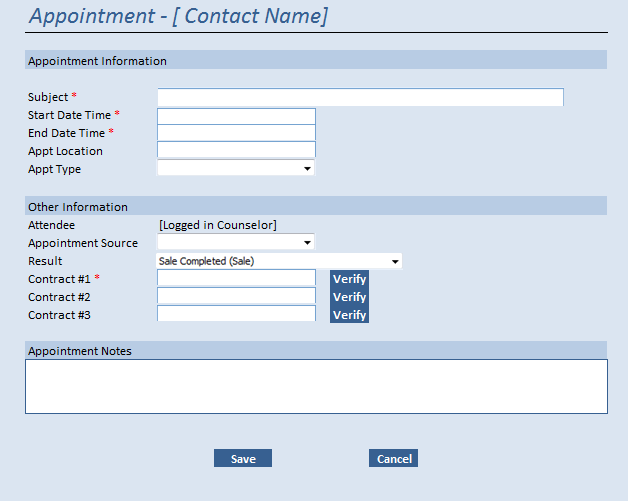 Appointment - [ Contact Name]
Appointment Information
Subject *
Start Date Time *
End Date Time *
Appt Location
Appt Type
Other Information
Attendee [Logged in Counselor]
Appointment Source
Result Sale Completed (Sale)
Contract #1 * Verify
Contract #2 Verify
Contract #3 Verify
Appointment Notes
Save Cancel